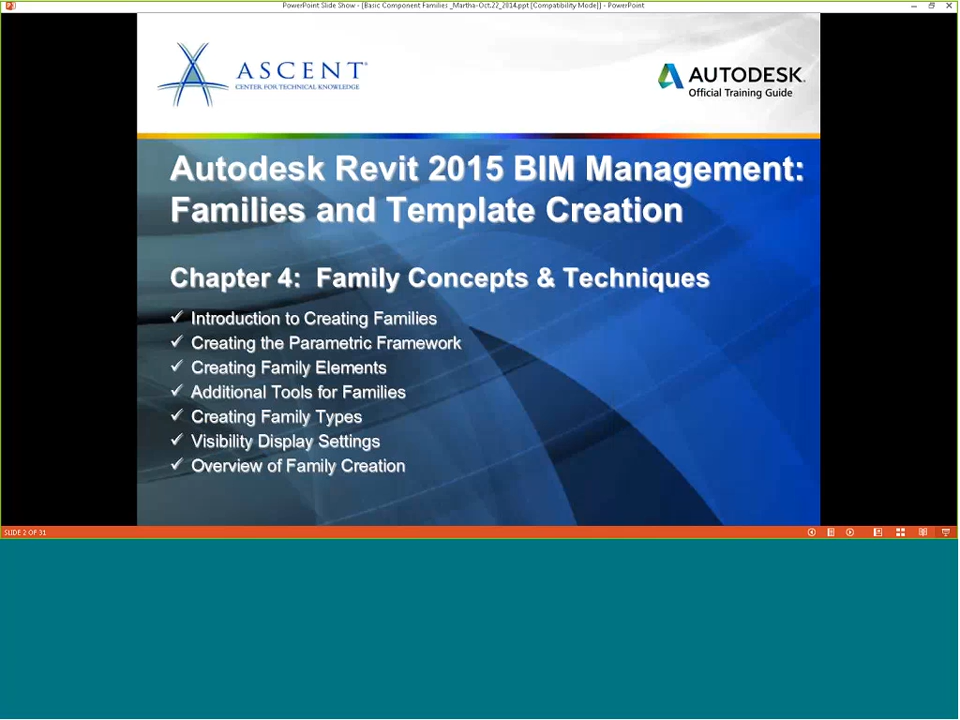 PowerPoint Slide Show - [Basic Component Families _Martha-Oct.22_2014.ppt [Compatibility Mode]] - PowerPoint
ASCENT
CENTER FOR TECHNICAL KNOWLEDGE
AUTODESK.
Official Training Guide
Autodesk Revit 2015 BIM Management:
Families and Template Creation
Chapter 4: Family Concepts & Techniques
✓ Introduction to Creating Families
✓ Creating the Parametric Framework
✓ Creating Family Elements
✓ Additional Tools for Families
✓ Creating Family Types
✓ Visibility Display Settings
✓ Overview of Family Creation
SLIDE 2 OF 31